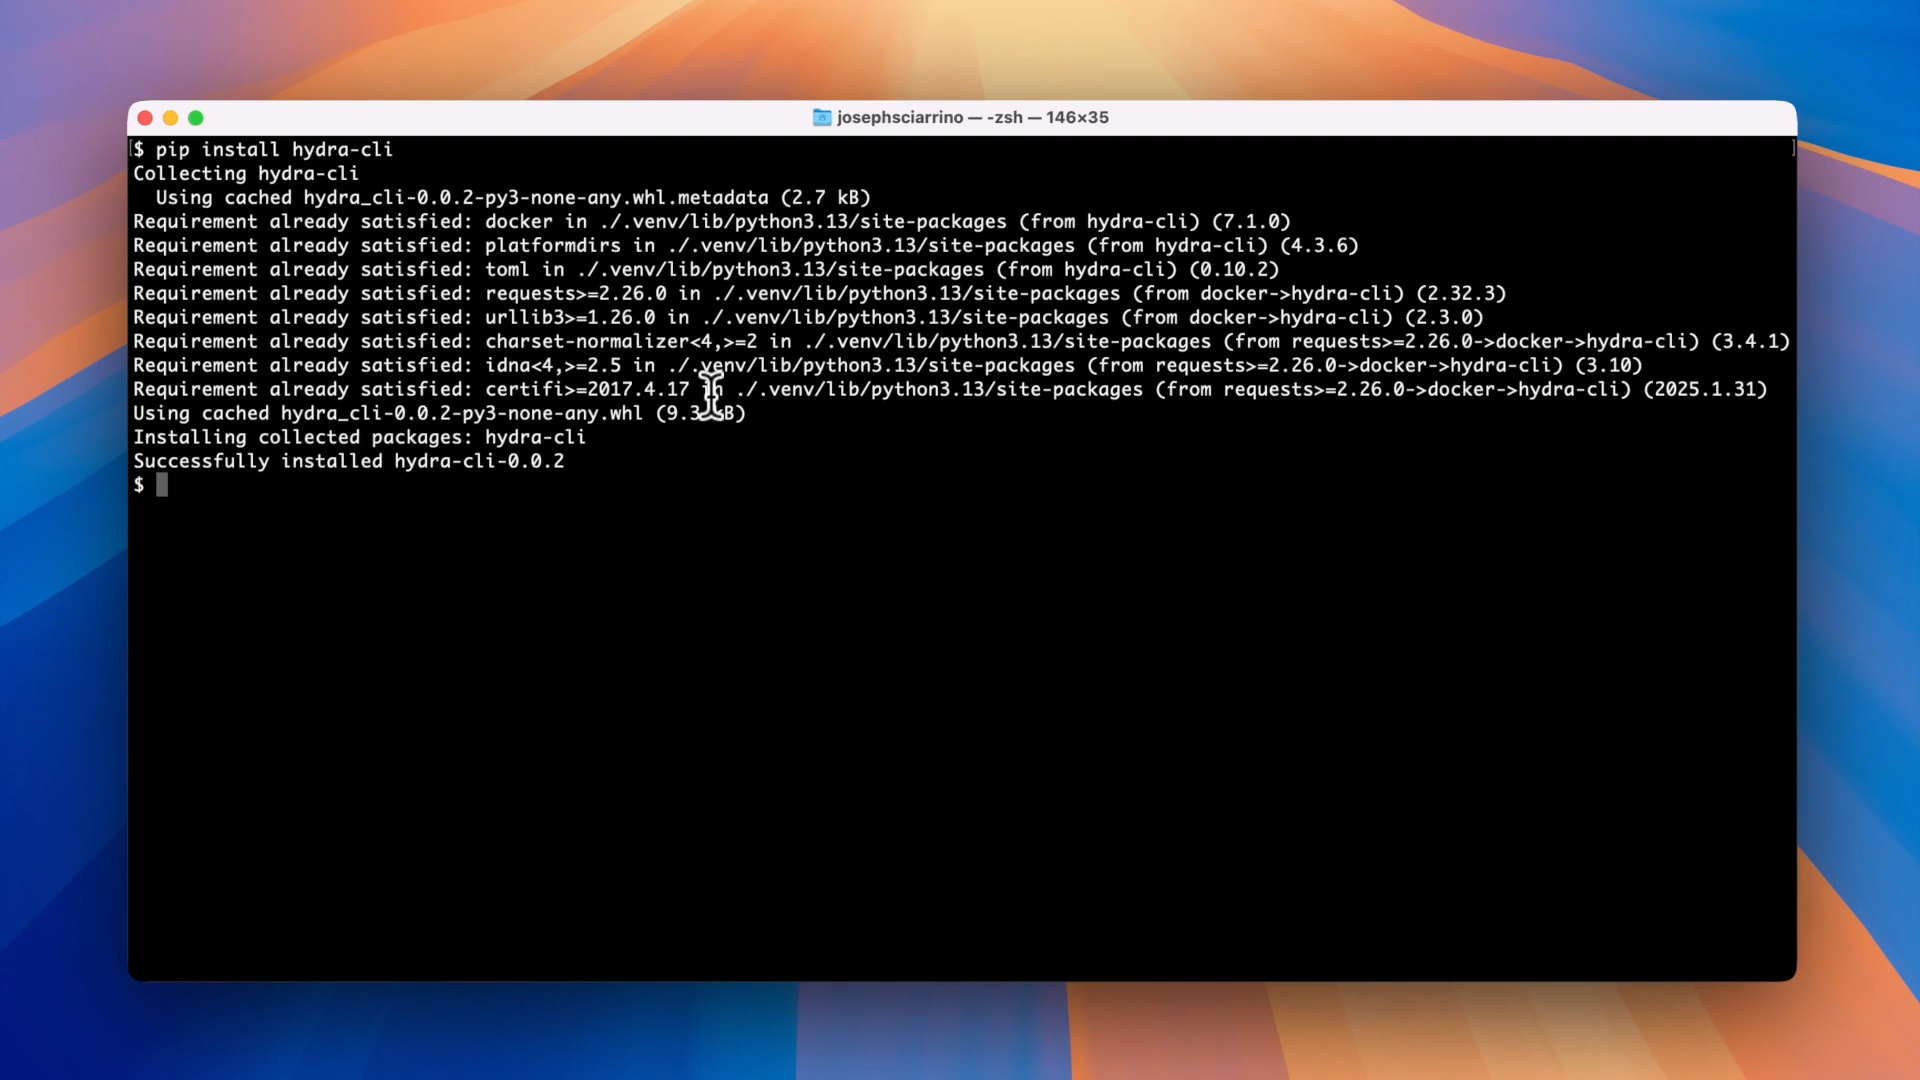 josephsciarrino — -zsh — 146×35
$ pip install hydra-cli
Collecting hydra-cli
  Using cached hydra_cli-0.0.2-py3-none-any.whl.metadata (2.7 kB)
Requirement already satisfied: docker in ./.venv/lib/python3.13/site-packages (from hydra-cli) (7.1.0)
Requirement already satisfied: platformdirs in ./.venv/lib/python3.13/site-packages (from hydra-cli) (4.3.6)
Requirement already satisfied: toml in ./.venv/lib/python3.13/site-packages (from hydra-cli) (0.10.2)
Requirement already satisfied: requests>=2.26.0 in ./.venv/lib/python3.13/site-packages (from docker->hydra-cli) (2.32.3)
Requirement already satisfied: urllib3>=1.26.0 in ./.venv/lib/python3.13/site-packages (from docker->hydra-cli) (2.3.0)
Requirement already satisfied: charset-normalizer<4,>=2 in ./.venv/lib/python3.13/site-packages (from requests>=2.26.0->docker->hydra-cli) (3.4.1)
Requirement already satisfied: idna<4,>=2.5 in ./.venv/lib/python3.13/site-packages (from requests>=2.26.0->docker->hydra-cli) (3.10)
Requirement already satisfied: certifi>=2017.4.17 in ./.venv/lib/python3.13/site-packages (from requests>=2.26.0->docker->hydra-cli) (2025.1.31)
Using cached hydra_cli-0.0.2-py3-none-any.whl
Installing collected packages: hydra-cli
Successfully installed hydra-cli-0.0.2
$